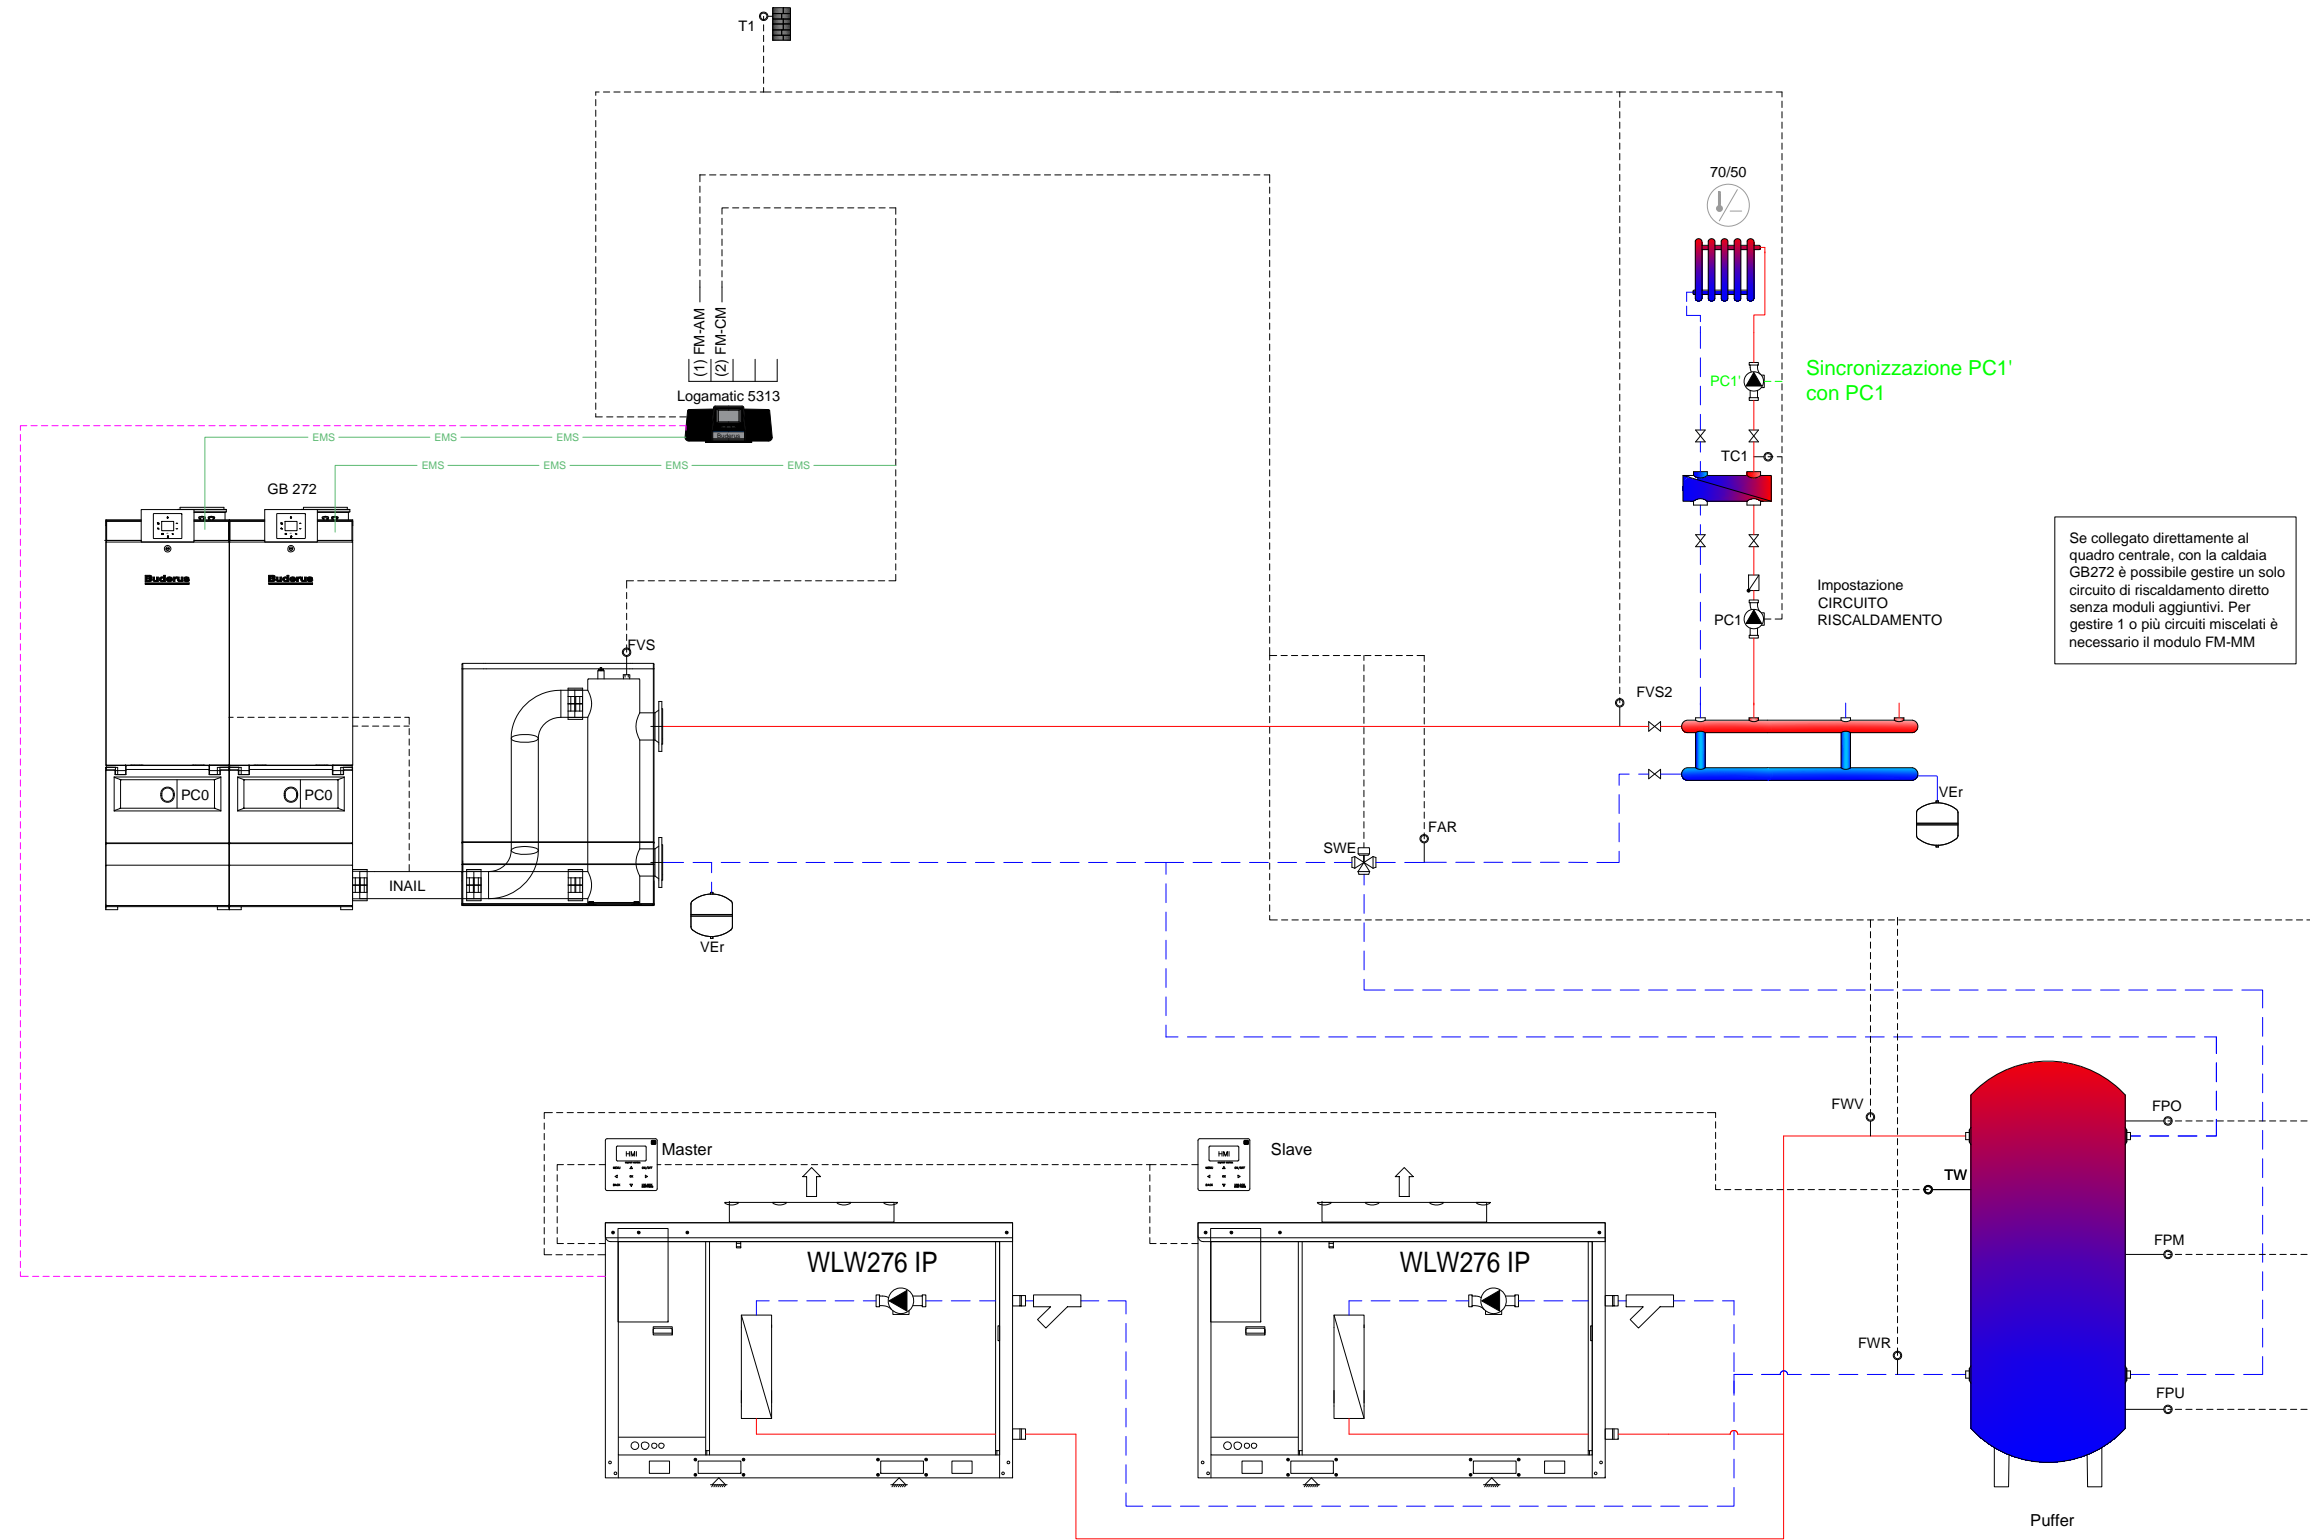 T1
70/50
(1) FM-AM
(2) FM-CM
Logamatic 5313
Buderus
PC1'
Sincronizzazione PC1'
con PC1
EMS
EMS
EMS
EMS
EMS
EMS
EMS
TC1
GB 272
Buderus
Buderus
Se collegato direttamente al
quadro centrale, con la caldaia
GB272 è possibile gestire un solo
circuito di riscaldamento diretto
senza moduli aggiuntivi. Per
gestire 1 o più circuiti miscelati è
necessario il modulo FM-MM
Impostazione
CIRCUITO
RISCALDAMENTO
PC1
FVS
FVS2
PC0
PC0
VEr
FAR
SWE
INAIL
VEr
FWV
FPO
Master
HMI
Slave
HMI
TW
FPM
WLW276 IP
WLW276 IP
FWR
FPU
Puffer